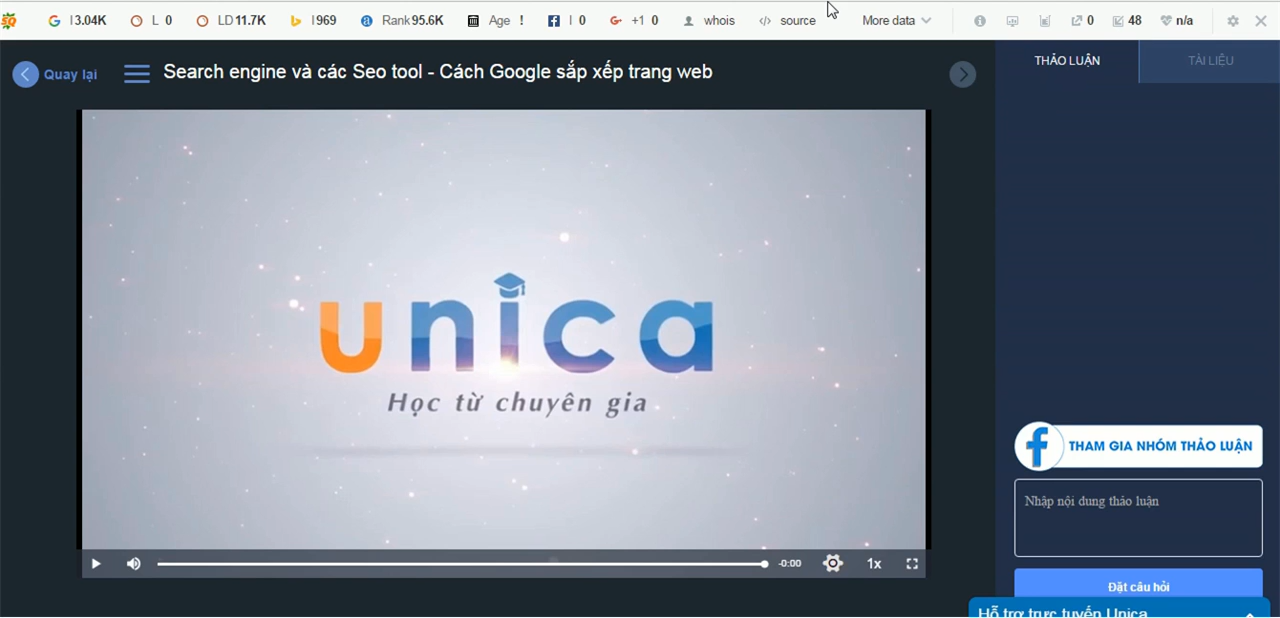 SQ I 3.04K L 0 LD 11.7K I 969 Rank 95.6K Age ! I 0 +1 0 whois source More data 0 48 n/a
Quay lại Search engine và các Seo tool - Cách Google sắp xếp trang web
THẢO LUẬN TÀI LIỆU
unica
Học từ chuyên gia
THAM GIA NHÓM THẢO LUẬN
Nhập nội dung thảo luận
-0:00 1x
Đặt câu hỏi
Hỗ trợ trực tuyến Unica